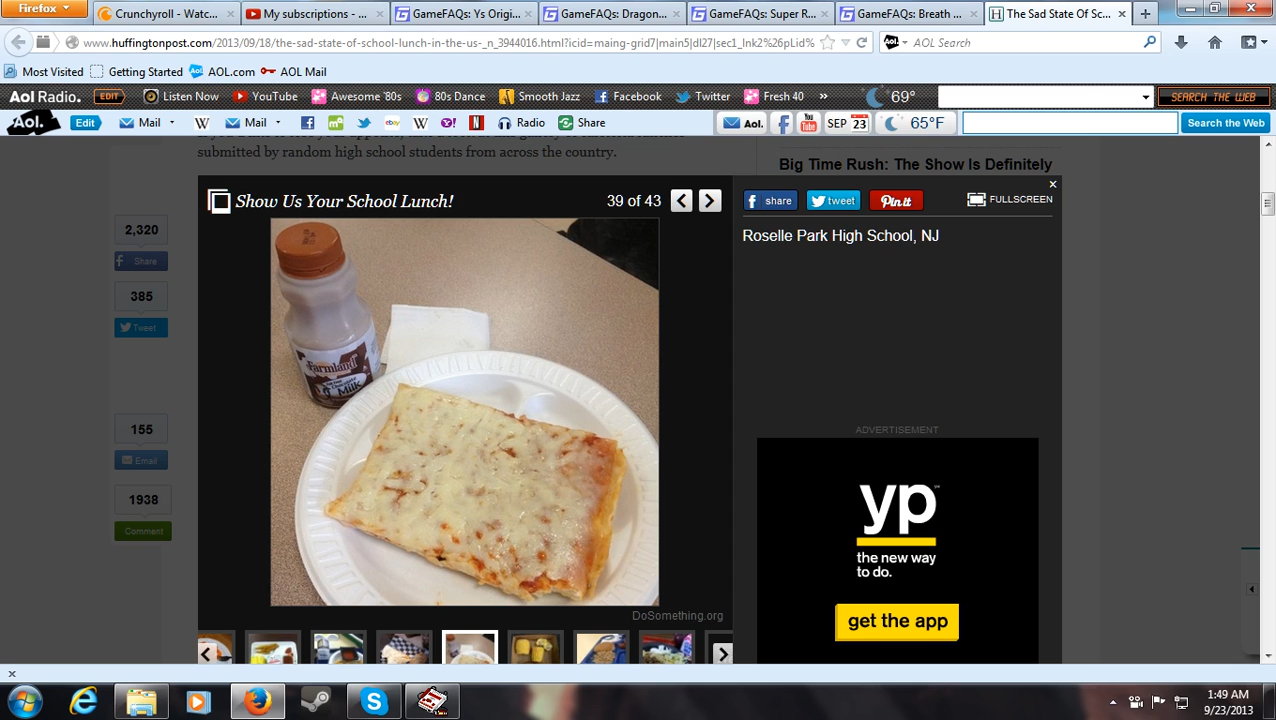 Firefox
Crunchyroll - Watc...
My subscriptions - ...
GameFAQs: Ys Origi...
GameFAQs: Dragon...
GameFAQs: Super R...
GameFAQs: Breath ...
The Sad State Of Sc...
www.huffingtonpost.com/2013/09/18/the-sad-state-of-school-lunch-in-the-us-_n_3944016.html?icid=maing-grid7|main5|dl27|sec1_lnk2%26pLid%
Aol.
AOL Search
Most Visited
Getting Started
AOL.com
AOL Mail
Aol Radio.
EDIT
Listen Now
YouTube
Awesome '80s
80s Dance
Smooth Jazz
Facebook
Twitter
Fresh 40
69°
SEARCH THE WEB
Aol.
Edit
Mail
W
Mail
eBay
W
Y!
N
Radio
Share
Aol.
You Tube
SEP 23
65°F
Search the Web
submitted by random high school students from across the country.
Big Time Rush: The Show Is Definitely
Show Us Your School Lunch!
39 of 43
share
tweet
Pin it
FULLSCREEN
Roselle Park High School, NJ
2,320
Share
385
Tweet
155
Email
1938
Comment
Farmland
Milk
ADVERTISEMENT
yp
the new way
to do.
get the app
DoSomething.org
1:49 AM
9/23/2013